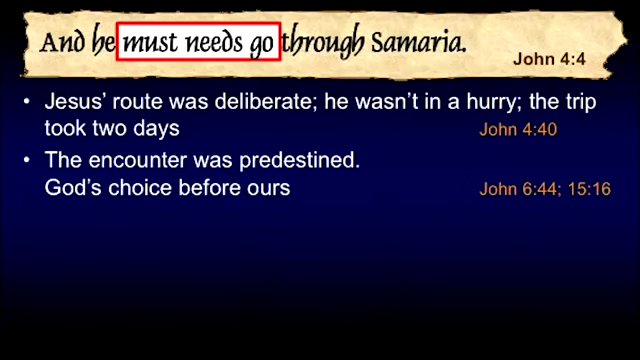 And he must needs go through Samaria.
John 4:4
• Jesus' route was deliberate; he wasn't in a hurry; the trip
took two days John 4:40
• The encounter was predestined.
God's choice before ours John 6:44; 15:16